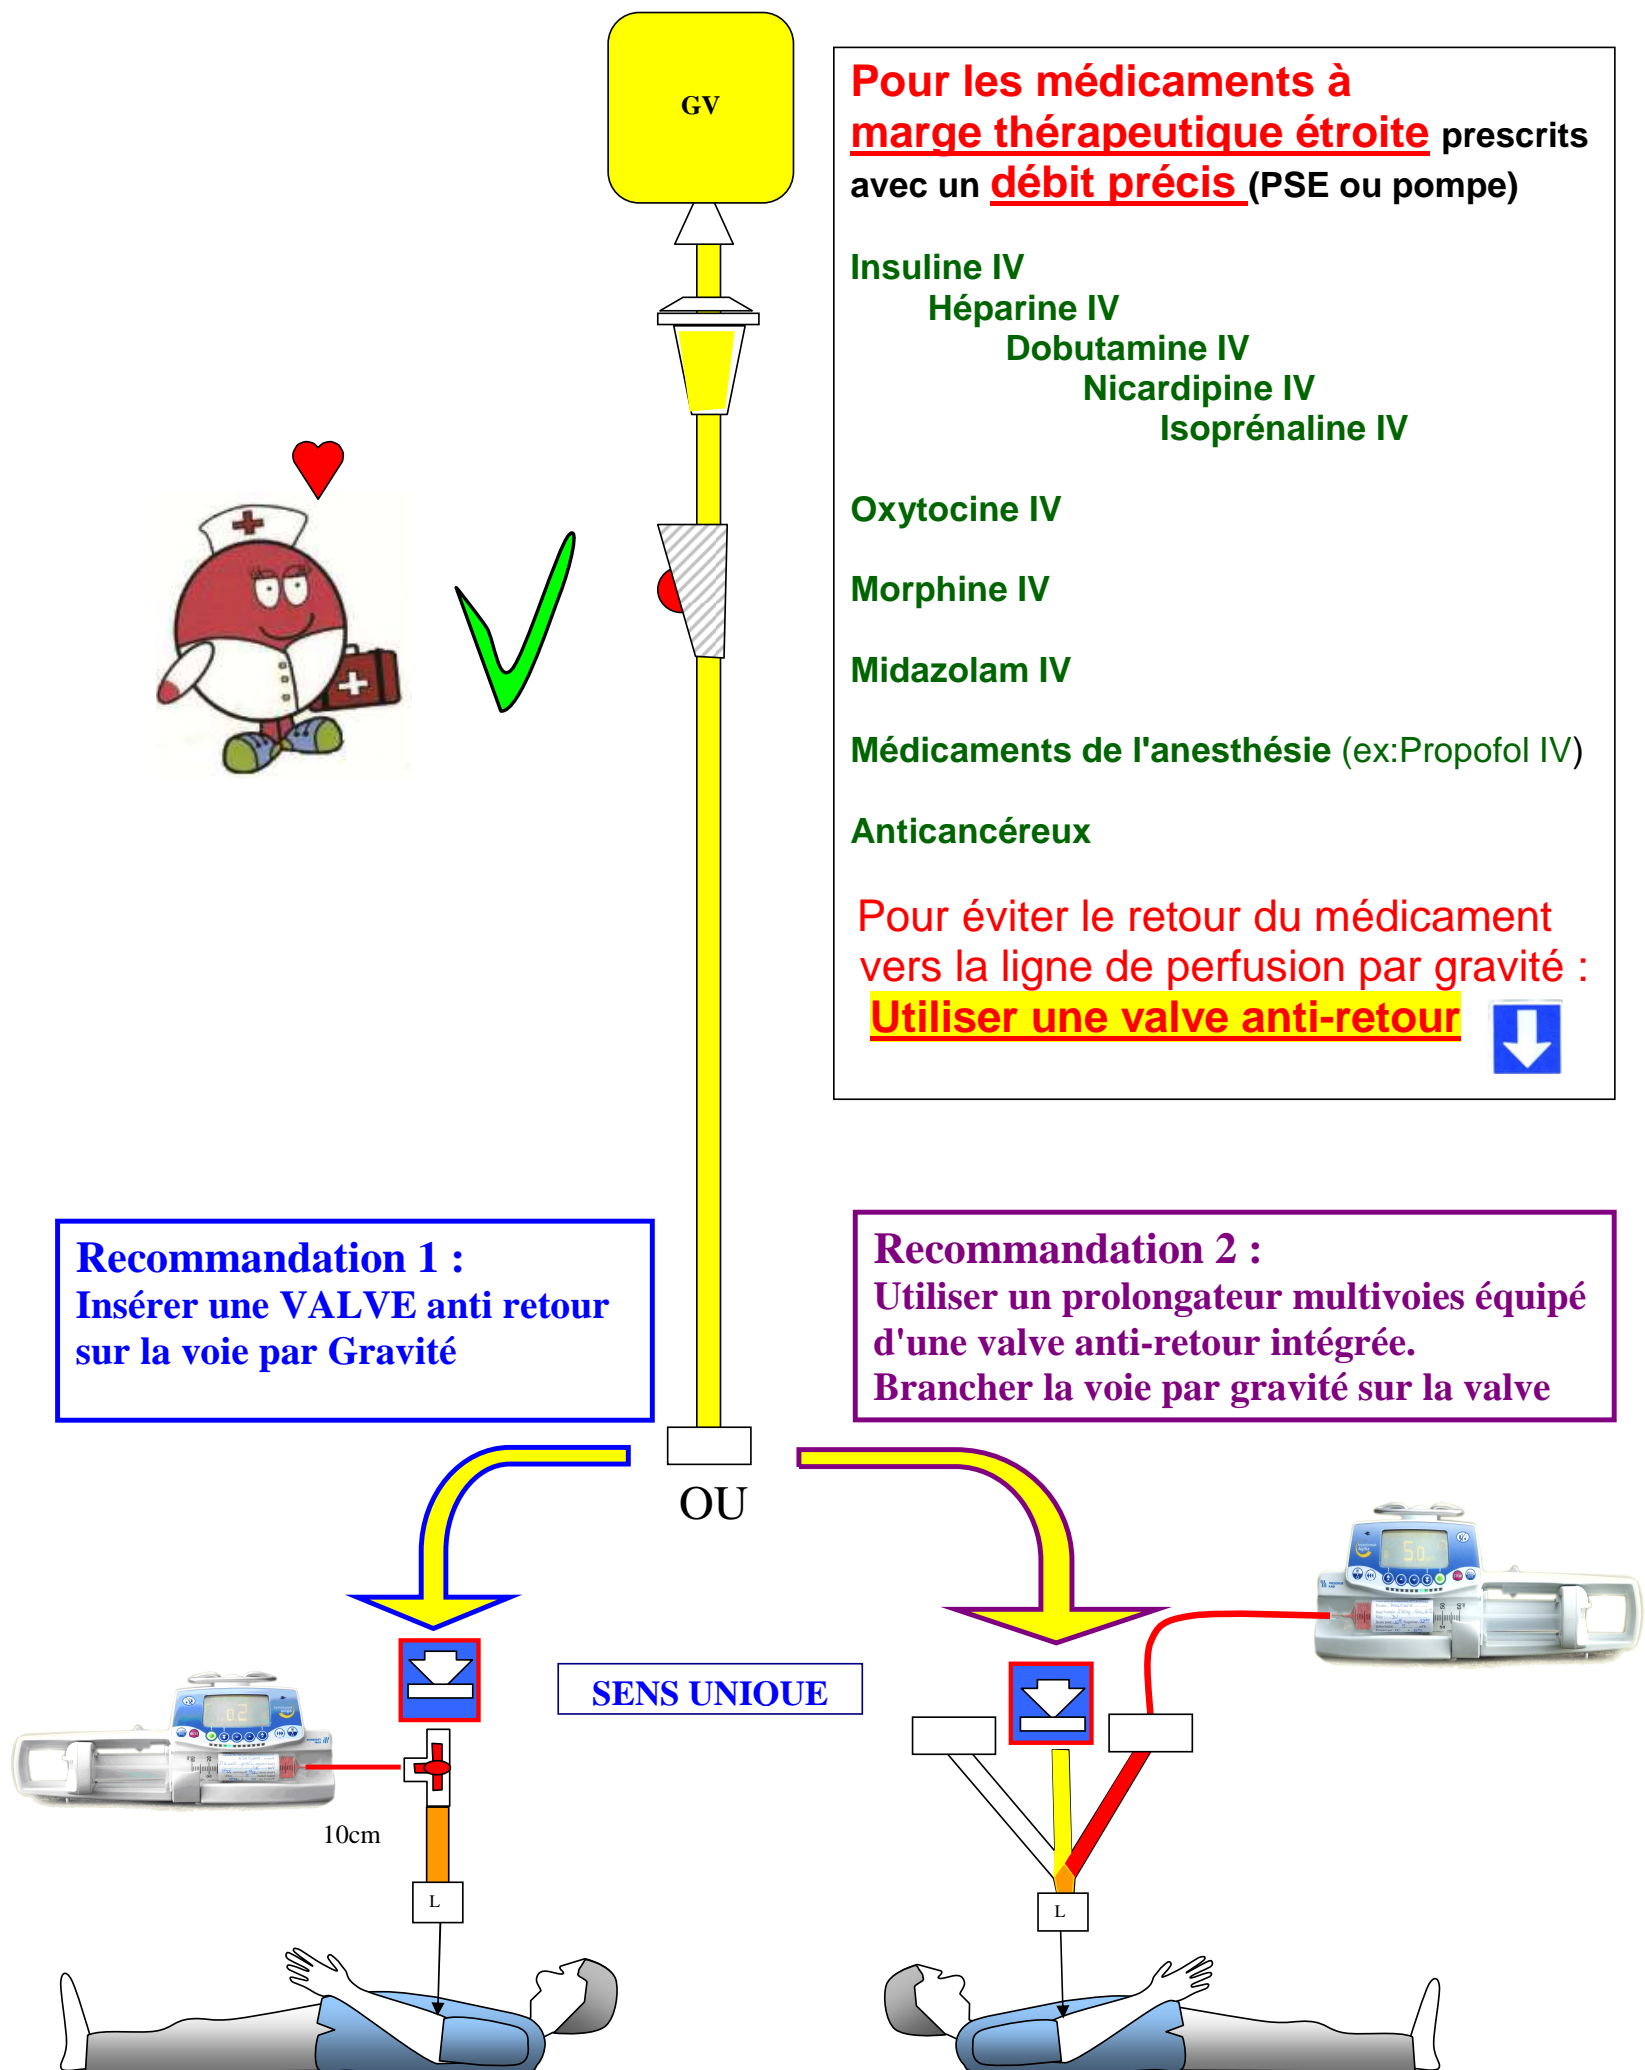 GV
Pour les médicaments à
marge thérapeutique étroite prescrits
avec un débit précis (PSE ou pompe)
Insuline IV
Héparine IV
Dobutamine IV
Nicardipine IV
Isoprénaline IV
Oxytocine IV
Morphine IV
Midazolam IV
Médicaments de l'anesthésie (ex:Propofol IV)
Anticancéreux
Pour éviter le retour du médicament
vers la ligne de perfusion par gravité :
Utiliser une valve anti-retour
Recommandation 1 :
Insérer une VALVE anti retour
sur la voie par Gravité
Recommandation 2 :
Utiliser un prolongateur multivoies équipé
d'une valve anti-retour intégrée.
Brancher la voie par gravité sur la valve
OU
SENS UNIQUE
10cm
L
L